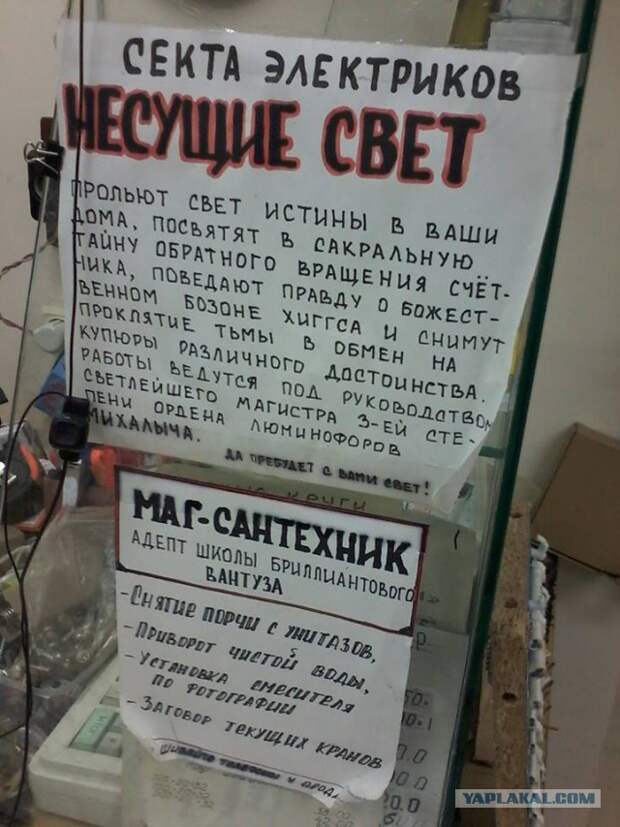 СЕКТА ЭЛЕКТРИКОВ
НЕСУЩИЕ СВЕТ
ПРОЛЬЮТ СВЕТ ИСТИНЫ В ВАШИ
ДОМА, ПОСВЯТЯТ В САКРАЛЬНУЮ
ТАЙНУ ОБРАТНОГО ВРАЩЕНИЯ СЧЁТ-
ЧИКА, ПОВЕДАЮТ ПРАВДУ О БОЖЕСТ-
ВЕННОМ БОЗОНЕ ХИГГСА И СНИМУТ
ПРОКЛЯТИЕ ТЬМЫ В ОБМЕН НА
КУПЮРЫ РАЗЛИЧНОГО ДОСТОИНСТВА.
РАБОТЫ ВЕДУТСЯ ПОД РУКОВОДСТВОМ
СВЕТЛЕЙШЕГО МАГИСТРА 3-ЕЙ СТЕ-
ПЕНИ ОРДЕНА ЛЮМИНОФОРОВ
МИХАЛЫЧА.
ДА ПРЕБУДЕТ С ВАМИ СВЕТ!
МАГ-САНТЕХНИК
АДЕПТ ШКОЛЫ БРИЛЛИАНТОВОГО
ВАНТУЗА
-СНЯТИЕ ПОРЧИ С УНИТАЗОВ,
-ПРИВОРОТ ЧИСТОЙ ВОДЫ,
-УСТАНОВКА СМЕСИТЕЛЯ
ПО ФОТОГРАФИИ
-ЗАГОВОР ТЕКУЩИХ КРАНОВ
YAPLAKAL.COM